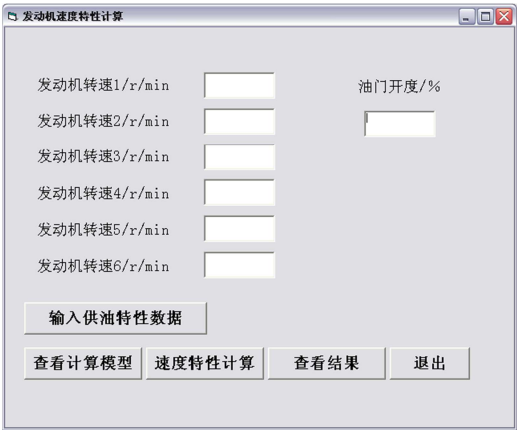 发动机速度特性计算
发动机转速1/r/min
油门开度/%
发动机转速2/r/min
发动机转速3/r/min
发动机转速4/r/min
发动机转速5/r/min
发动机转速6/r/min
输入供油特性数据
查看计算模型 速度特性计算 查看结果 退出